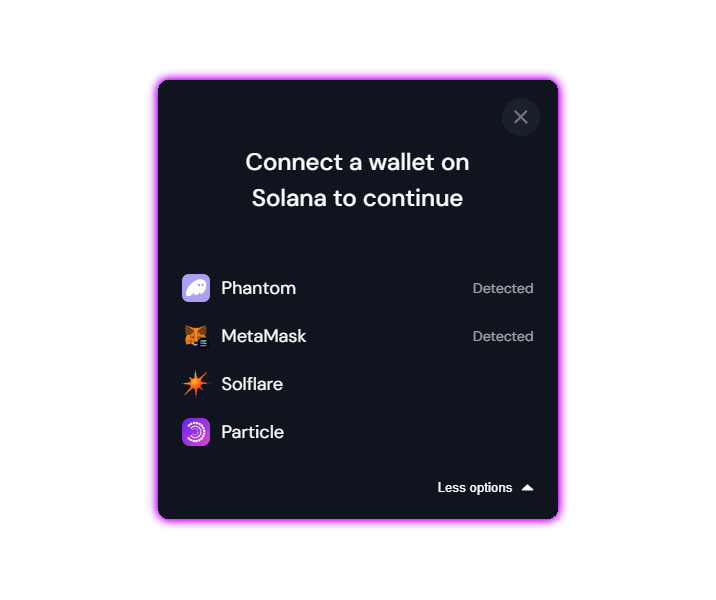 Connect a wallet on
Solana to continue
Phantom Detected
MetaMask Detected
Solflare
Particle
Less options